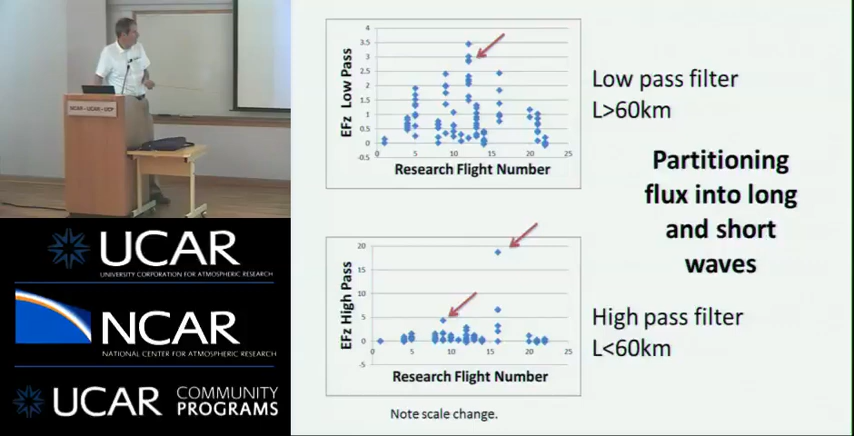 NCAR-UCAR-UCP
UCAR
UNIVERSITY CORPORATION FOR ATMOSPHERIC RESEARCH
NCAR
NATIONAL CENTER FOR ATMOSPHERIC RESEARCH
UCAR
COMMUNITY
PROGRAMS
EFz Low Pass
4
3.5
3
2.5
2
1.5
1
0.5
0
-0.5
0 5 10 15 20 25
Research Flight Number
Low pass filter
L>60km
Partitioning
flux into long
and short
waves
EFz High Pass
20
15
10
5
0
-5
0 5 10 15 20 25
Research Flight Number
High pass filter
L<60km
Note scale change.